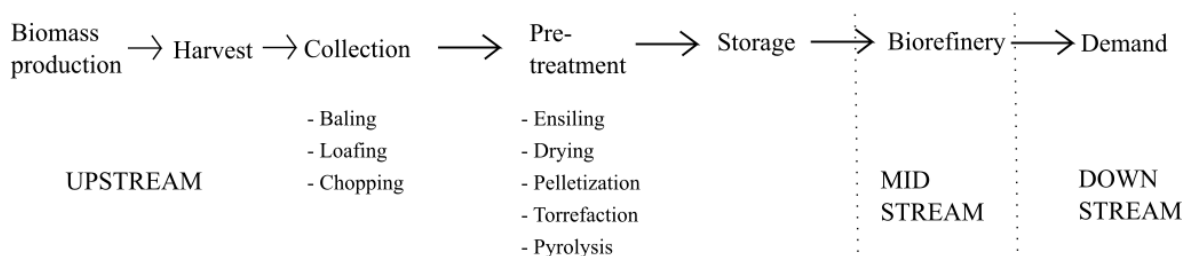 Biomass
production
Harvest
Collection
Pre-
treatment
Storage
Biorefinery
Demand
- Baling
- Loafing
- Chopping
- Ensiling
- Drying
- Pelletization
- Torrefaction
- Pyrolysis
UPSTREAM
MID
STREAM
DOWN
STREAM